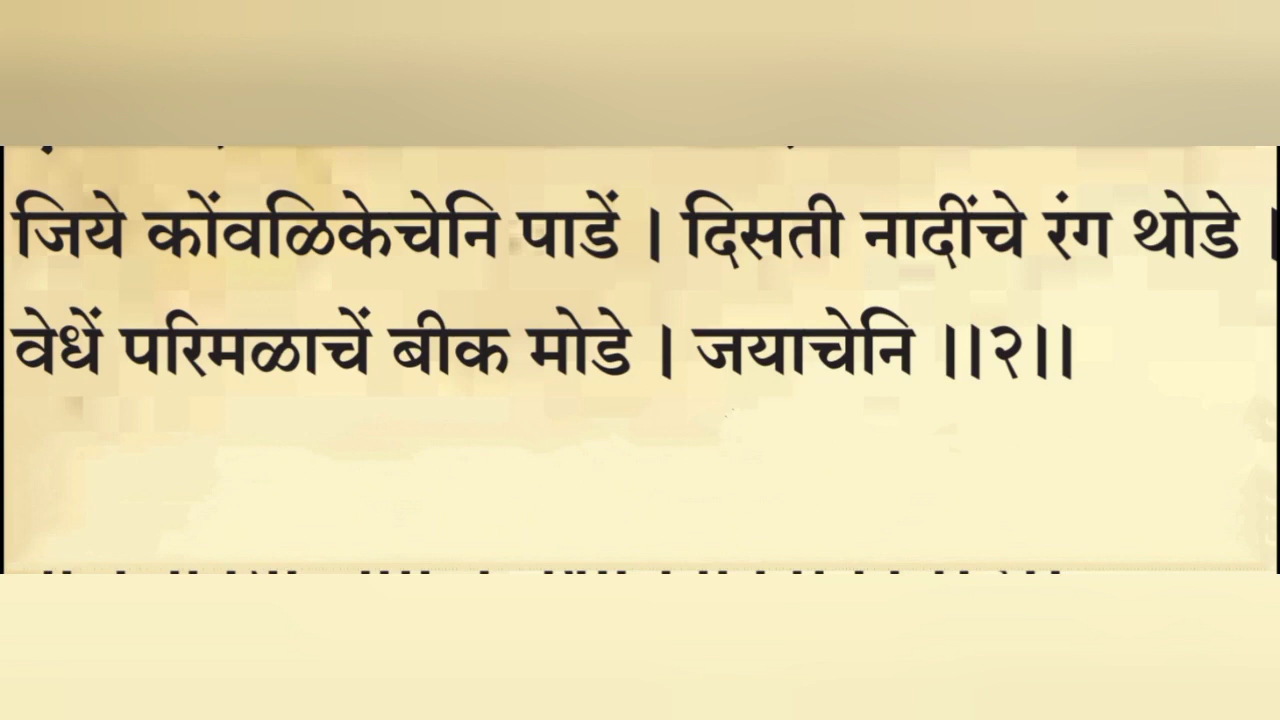 जिये कोंवळिकेचेनि पाडें । दिसती नादींचे रंग थोडे ।
वेधें परिमळाचें बीक मोडे । जयाचेनि ।।२।।